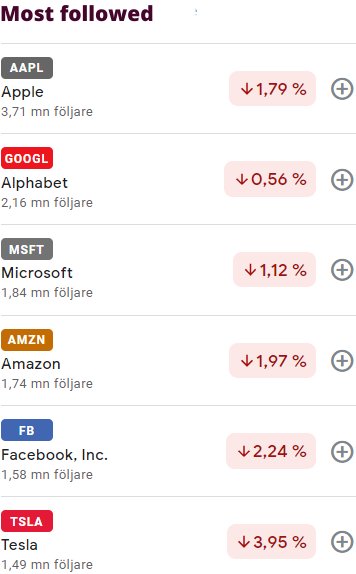 Most followed
AAPL
Apple
3,71 mn följare
↓1,79 %
GOOGL
Alphabet
2,16 mn följare
↓0,56 %
MSFT
Microsoft
1,84 mn följare
↓1,12 %
AMZN
Amazon
1,74 mn följare
↓1,97 %
FB
Facebook, Inc.
1,58 mn följare
↓2,24 %
TSLA
Tesla
1,49 mn följare
↓3,95 %